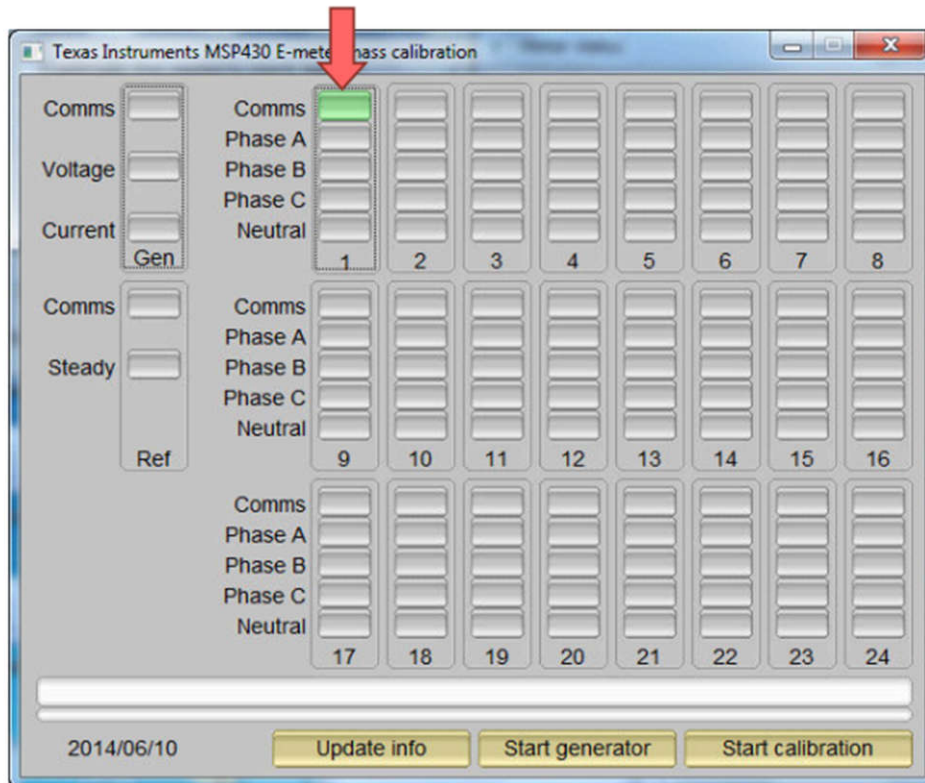 Texas Instruments MSP430 E-meter mass calibration
Comms
Voltage
Current
Gen
Comms
Steady
Ref
Comms
Phase A
Phase B
Phase C
Neutral
1 2 3 4 5 6 7 8
Comms
Phase A
Phase B
Phase C
Neutral
9 10 11 12 13 14 15 16
Comms
Phase A
Phase B
Phase C
Neutral
17 18 19 20 21 22 23 24
2014/06/10
Update info
Start generator
Start calibration